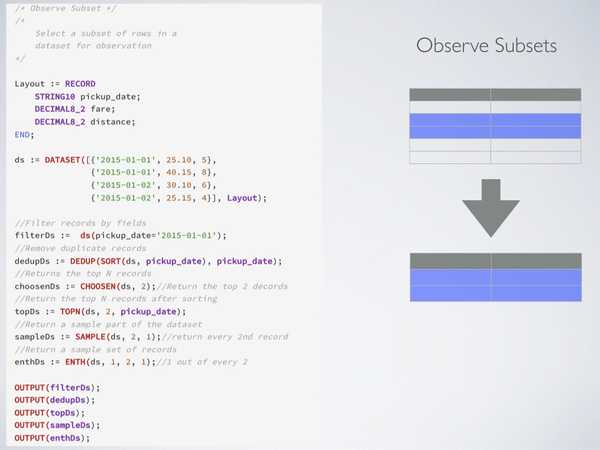 /* Observe Subset */
/*
    Select a subset of rows in a
    dataset for observation
*/
Layout := RECORD
    STRING10 pickup_date;
    DECIMAL8_2 fare;
    DECIMAL8_2 distance;
END;
ds := DATASET([{'2015-01-01', 25.10, 5},
               {'2015-01-01', 40.15, 8},
               {'2015-01-02', 30.10, 6},
               {'2015-01-02', 25.15, 4}], Layout);
//Filter records by fields
filterDs :=  ds(pickup_date='2015-01-01');
//Remove duplicate records
dedupDs := DEDUP(SORT(ds, pickup_date), pickup_date);
//Returns the top N records
choosenDs := CHOOSEN(ds, 2);//Return the top 2 decords
//Return the top N records after sorting
topDs := TOPN(ds, 2, pickup_date);
//Return a sample part of the dataset
sampleDs := SAMPLE(ds, 2, 1);//return every 2nd record
//Return a sample set of records
enthDs := ENTH(ds, 1, 2, 1);//1 out of every 2
OUTPUT(filterDs);
OUTPUT(dedupDs);
OUTPUT(topDs);
OUTPUT(sampleDs);
OUTPUT(enthDs);
Observe Subsets